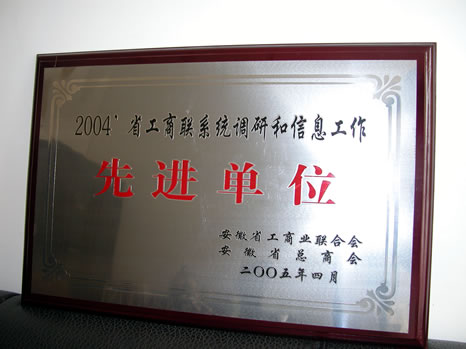 2004'省工商联系统调研和信息工作
先进单位
安徽省工商业联合会
安徽省总商会
二〇〇五年四月